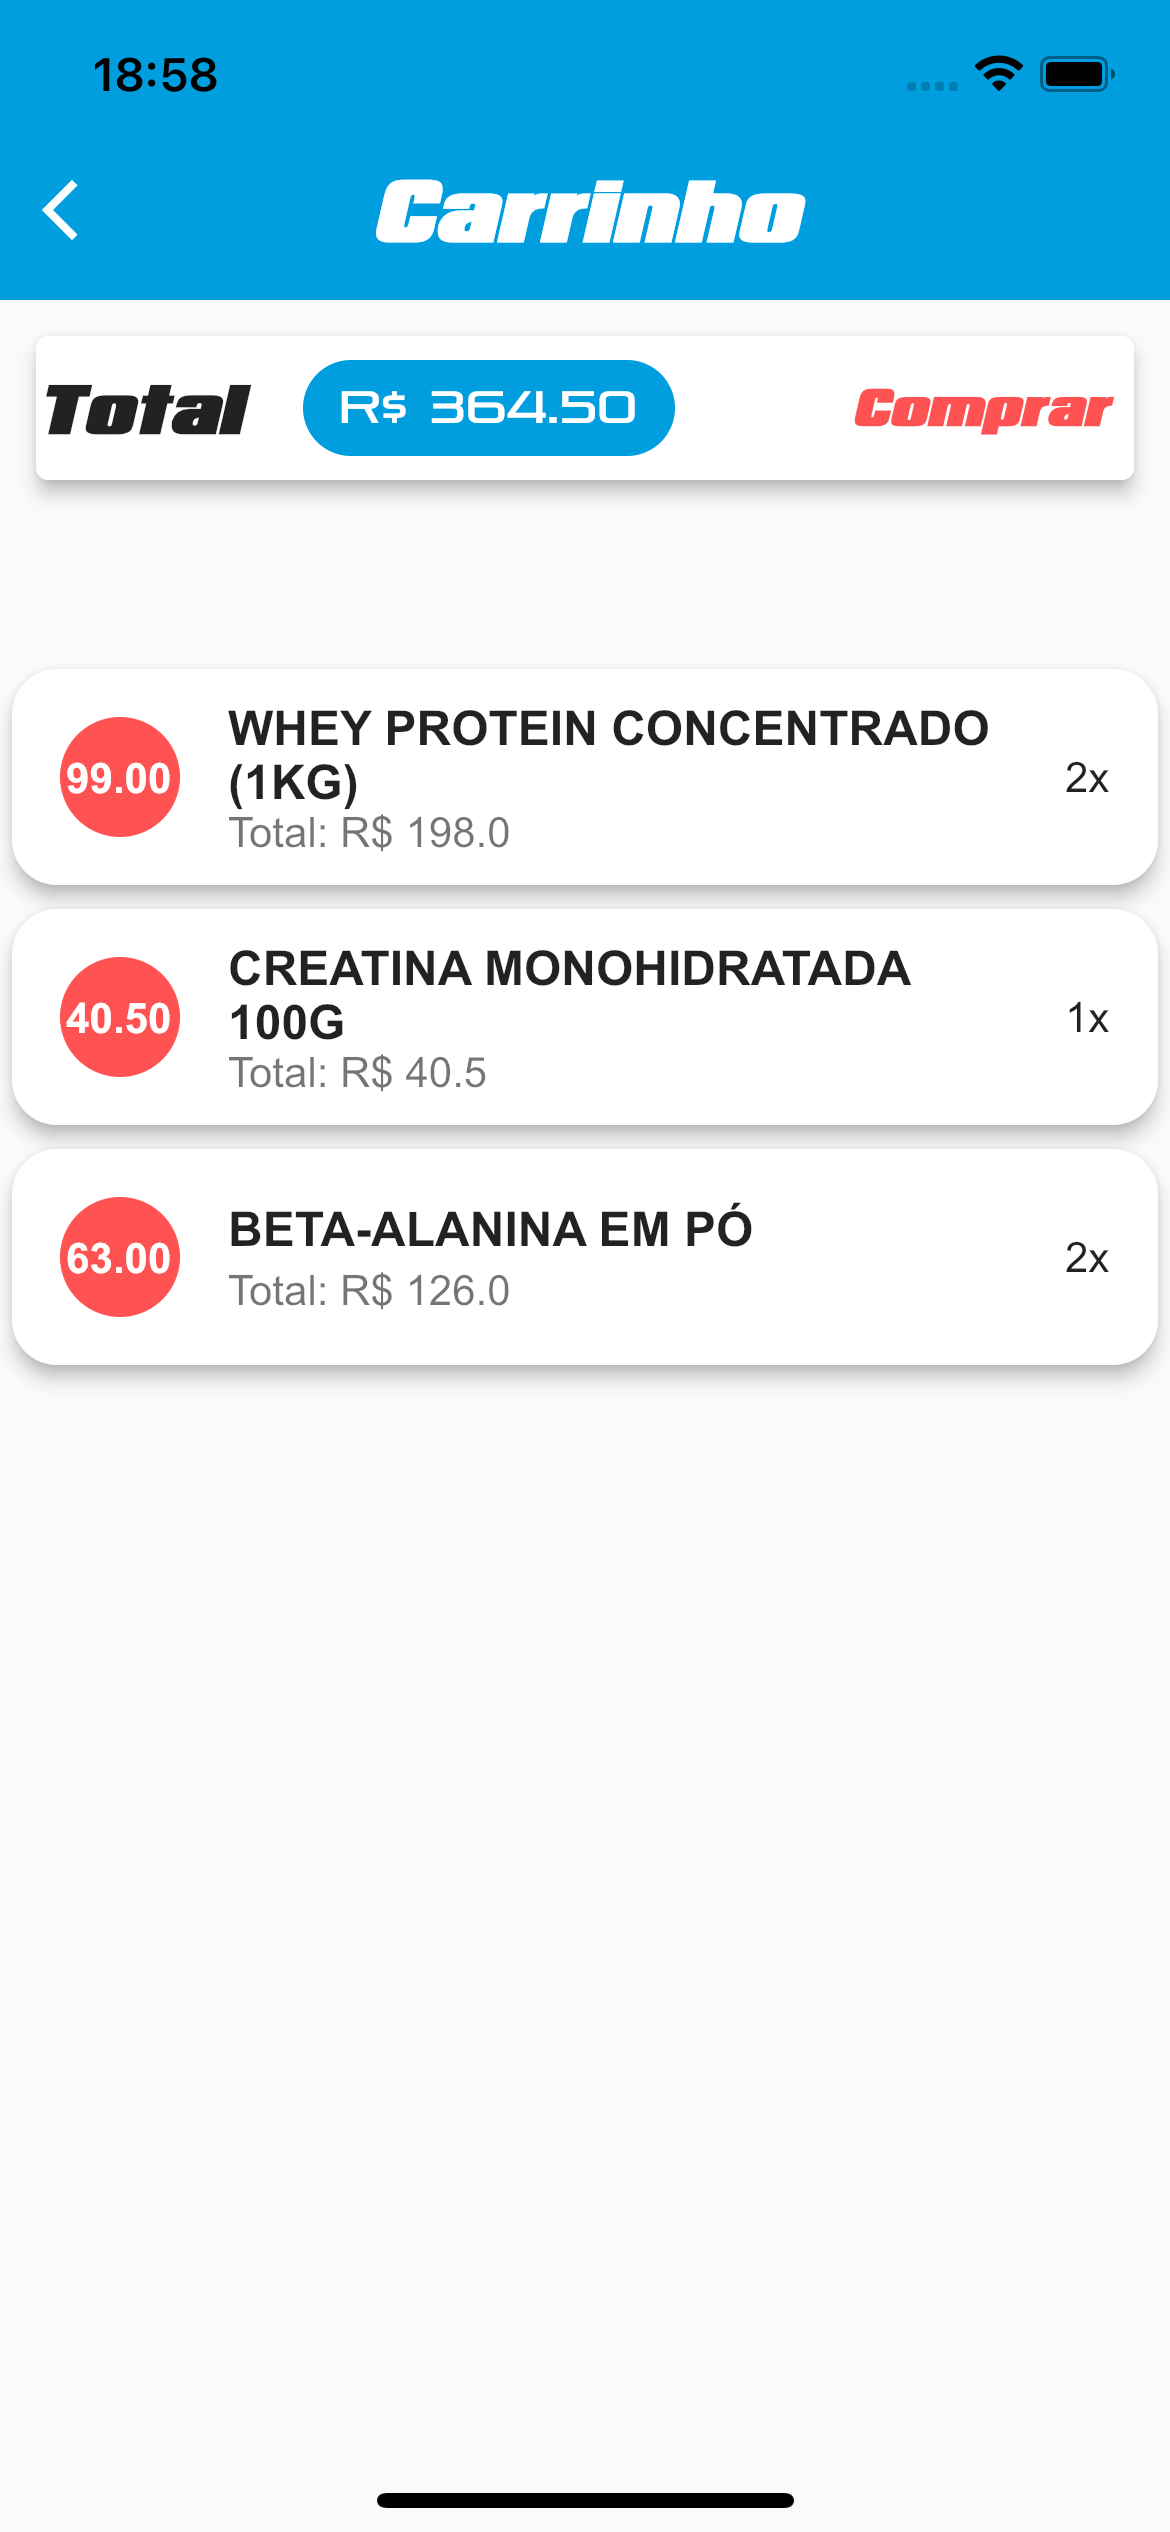 18:58
Carrinho
Total R$ 364.50 Comprar
WHEY PROTEIN CONCENTRADO
(1KG)
99.00
2x
Total: R$ 198.0
CREATINA MONOHIDRATADA
100G
40.50
1x
Total: R$ 40.5
BETA-ALANINA EM PÓ
63.00
2x
Total: R$ 126.0